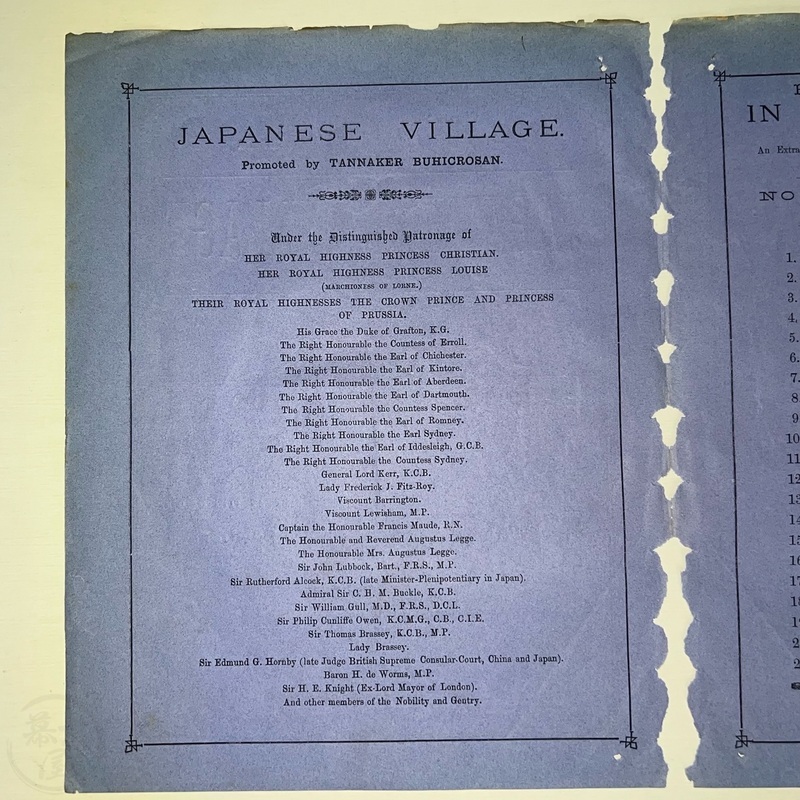 JAPANESE VILLAGE.
Promoted by TANNAKER BUHICROSAN.
Under the Distinguished Patronage of
HER ROYAL HIGHNESS PRINCESS CHRISTIAN.
HER ROYAL HIGHNESS PRINCESS LOUISE
(MARCHIONESS OF LORNE.)
THEIR ROYAL HIGHNESSES THE CROWN PRINCE AND PRINCESS
OF PRUSSIA.
His Grace the Duke of Grafton, K.G.
The Right Honourable the Countess of Erroll.
The Right Honourable the Earl of Chichester.
The Right Honourable the Earl of Kintore.
The Right Honourable the Earl of Aberdeen.
The Right Honourable the Earl of Dartmouth.
The Right Honourable the Countess Spencer.
The Right Honourable the Earl of Romney.
The Right Honourable the Earl Sydney.
The Right Honourable the Earl of Iddesleigh, G.C.B.
The Right Honourable the Countess Sydney.
General Lord Kerr, K.C.B.
Lady Frederick J. Fitz-Roy.
Viscount Barrington.
Viscount Lewisham, M.P.
Captain the Honourable Francis Maude, R.N.
The Honourable and Reverend Augustus Legge.
The Honourable Mrs. Augustus Legge.
Sir John Lubbock, Bart., F.R.S., M.P.
Sir Rutherford Alcock, K.C.B. (late Minister-Plenipotentiary in Japan).
Admiral Sir C. H. M. Buckle, K.C.B.
Sir William Gull, M.D., F.R.S., D.C.L.
Sir Philip Cunliffe Owen, K.C.M.G., C.B., C.I.E.
Sir Thomas Brassey, K.C.B., M.P.
Lady Brassey.
Sir Edmund G. Hornby (late Judge British Supreme Consular-Court, China and Japan).
Baron H. de Worms, M.P.
Sir H. E. Knight (Ex-Lord Mayor of London).
And other members of the Nobility and Gentry.
IN
An Extra
NO
1.
2.
3.
4.
5.
6.
7.
8
9
10
11
12
13
14
15
16
17